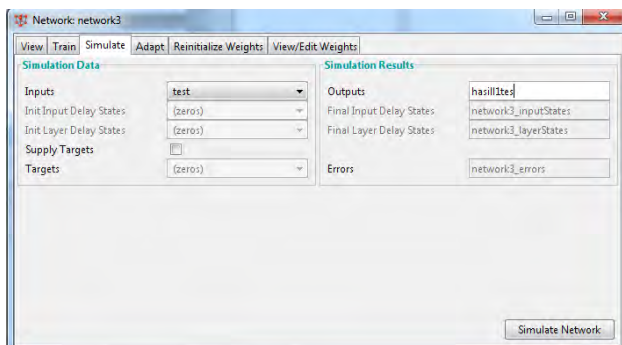 Network: network3
View Train Simulate Adapt Reinitialize Weights View/Edit Weights
Simulation Data
Inputs test
Init Input Delay States (zeros)
Init Layer Delay States (zeros)
Supply Targets
Targets (zeros)
Simulation Results
Outputs hasill1tes
Final Input Delay States network3_inputStates
Final Layer Delay States network3_layerStates
Errors network3_errors
Simulate Network